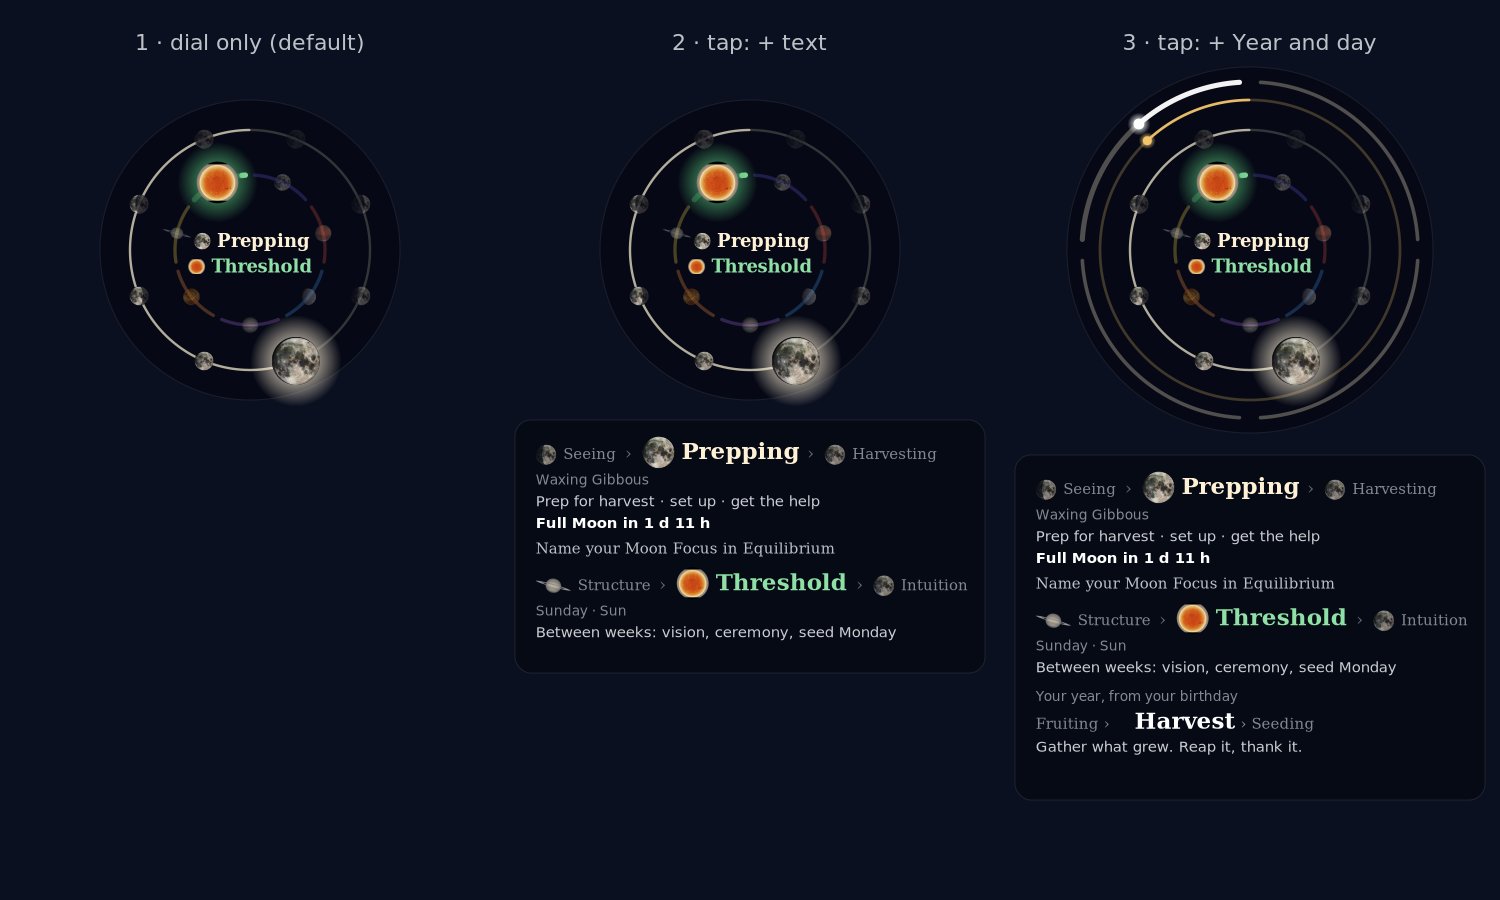 1 · dial only (default)
Prepping
Threshold
2 · tap: + text
Prepping
Threshold
Seeing › Prepping › Harvesting
Waxing Gibbous
Prep for harvest · set up · get the help
Full Moon in 1 d 11 h
Name your Moon Focus in Equilibrium
Structure › Threshold › Intuition
Sunday · Sun
Between weeks: vision, ceremony, seed Monday
3 · tap: + Year and day
Prepping
Threshold
Seeing › Prepping › Harvesting
Waxing Gibbous
Prep for harvest · set up · get the help
Full Moon in 1 d 11 h
Name your Moon Focus in Equilibrium
Structure › Threshold › Intuition
Sunday · Sun
Between weeks: vision, ceremony, seed Monday
Your year, from your birthday
Fruiting › Harvest › Seeding
Gather what grew. Reap it, thank it.